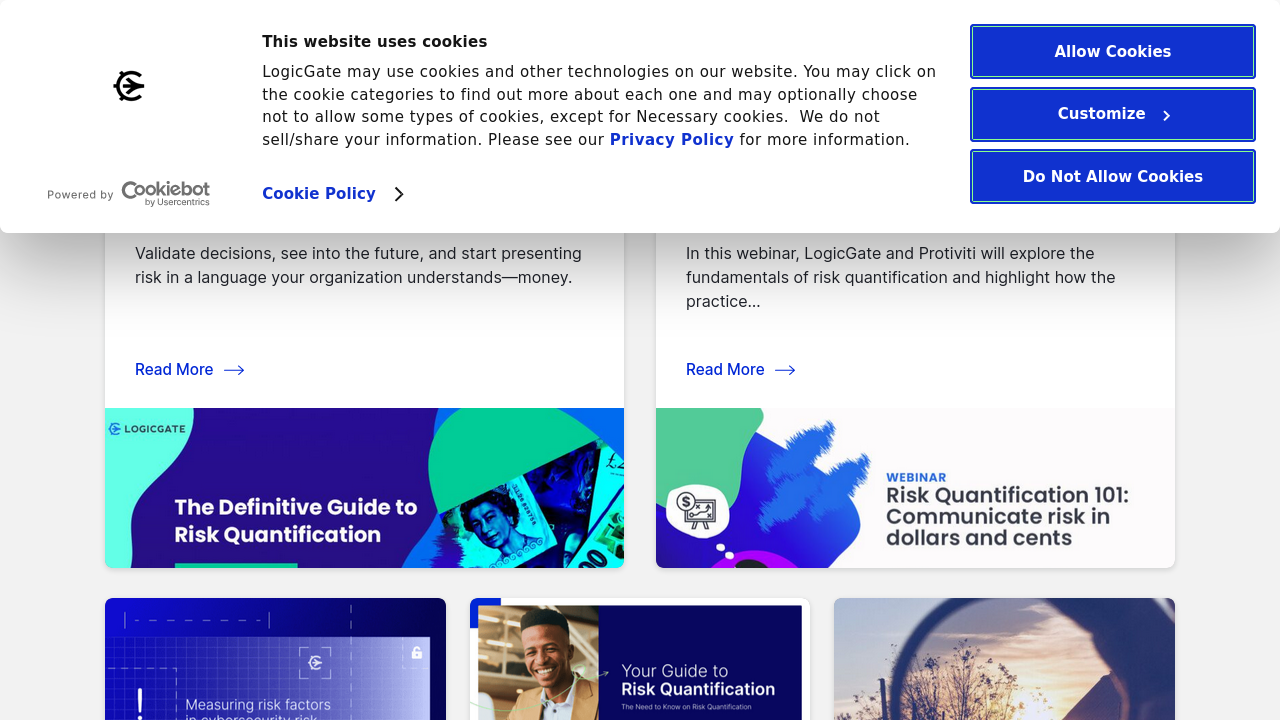 This website uses cookies
LogicGate may use cookies and other technologies on our website. You may click on
the cookie categories to find out more about each one and may optionally choose
not to allow some types of cookies, except for Necessary cookies.  We do not
sell/share your information. Please see our Privacy Policy for more information.
Cookie Policy
Powered by Cookiebot
by Usercentrics
Allow Cookies
Customize
Do Not Allow Cookies
Validate decisions, see into the future, and start presenting
risk in a language your organization understands—money.
Read More
LOGICGATE
The Definitive Guide to
Risk Quantification
In this webinar, LogicGate and Protiviti will explore the
fundamentals of risk quantification and highlight how the
practice...
Read More
WEBINAR
Risk Quantification 101:
Communicate risk in
dollars and cents
Measuring risk factors
in cybersecurity risk
Your Guide to
Risk Quantification
The Need to Know on Risk Quantification